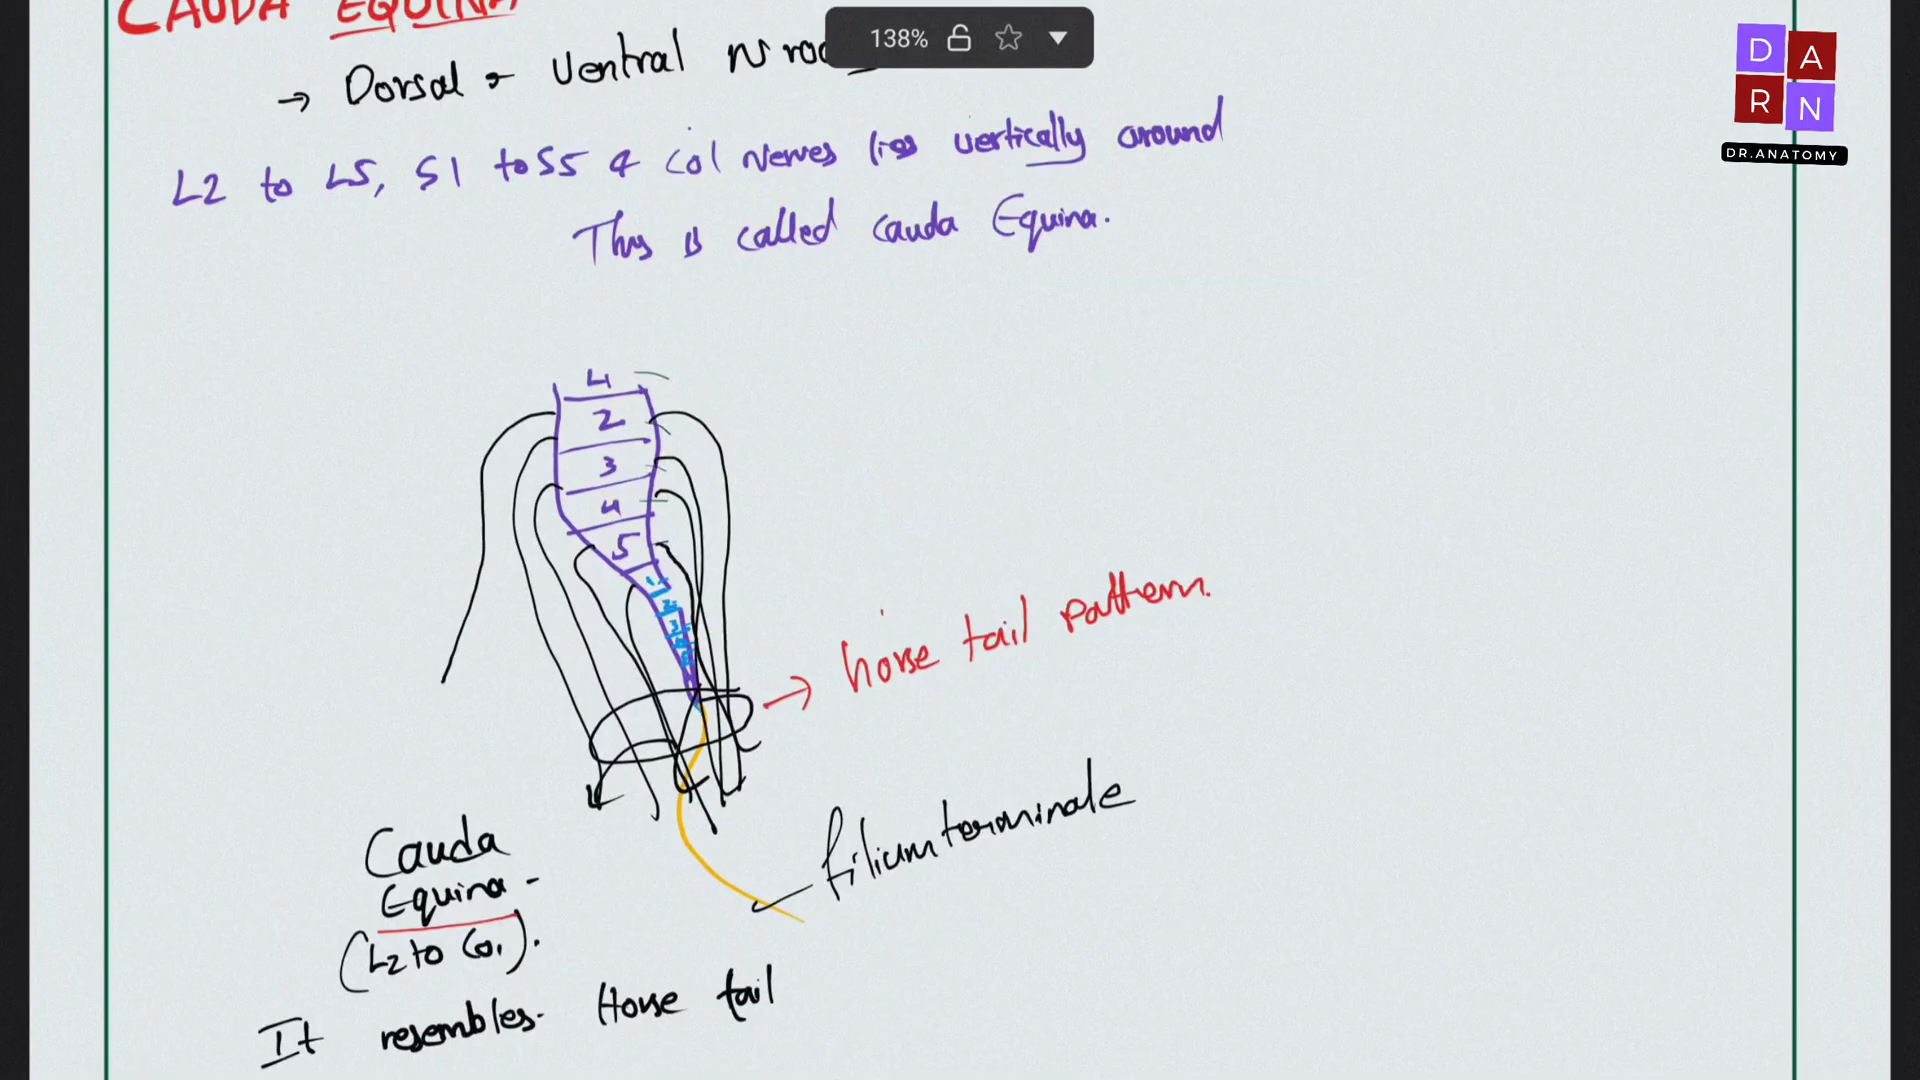 CAUDA EQUINA
138%
→ Dorsal & Ventral N roo
L2 to L5, S1 to S5 & Co1 Nerves lies vertically around
This is called Cauda Equina.
D A
R N
DR.ANATOMY
L1
2
3
4
5
→ horse tail pattern.
filium terminale
Cauda
Equina -
(L2 to Co1).
It resembles. Horse tail